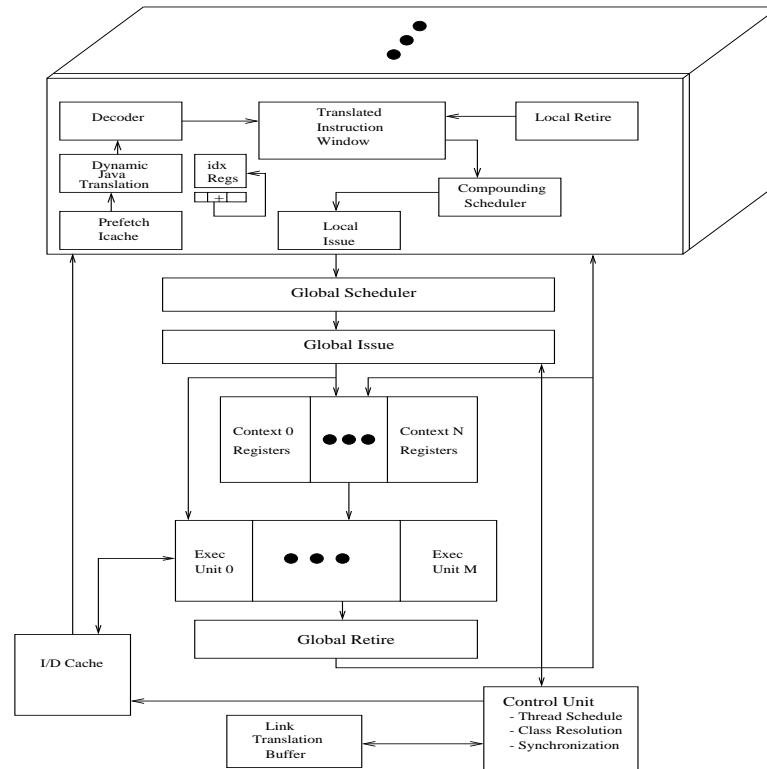 Decoder
Translated
Instruction
Window
Local Retire
Dynamic
Java
Translation
idx
Regs
+
Compounding
Scheduler
Prefetch
Icache
Local
Issue
Global Scheduler
Global Issue
Context 0
Registers
Context N
Registers
Exec
Unit 0
Exec
Unit M
Global Retire
I/D Cache
Control Unit
- Thread Schedule
- Class Resolution
- Synchronization
Link
Translation
Buffer